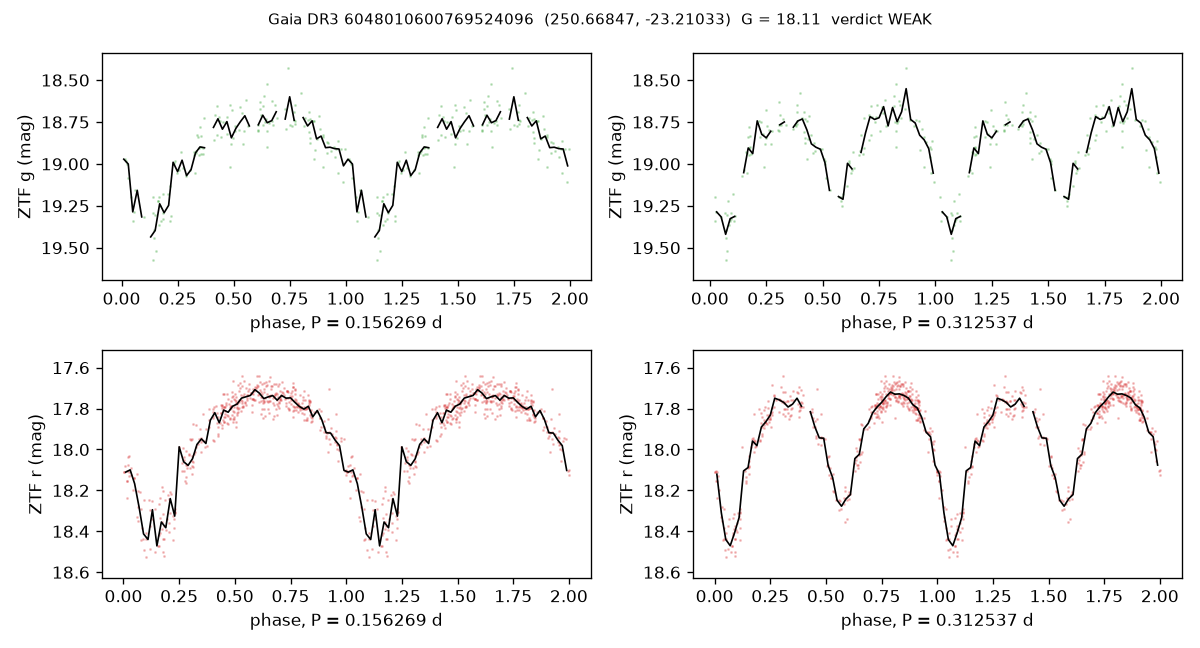 Gaia DR3 6048010600769524096 (250.66847, -23.21033) G = 18.11 verdict WEAK
ZTF g (mag)
18.50
18.75
19.00
19.25
19.50
0.00 0.25 0.50 0.75 1.00 1.25 1.50 1.75 2.00
phase, P = 0.156269 d
ZTF g (mag)
18.50
18.75
19.00
19.25
19.50
0.00 0.25 0.50 0.75 1.00 1.25 1.50 1.75 2.00
phase, P = 0.312537 d
ZTF r (mag)
17.6
17.8
18.0
18.2
18.4
18.6
0.00 0.25 0.50 0.75 1.00 1.25 1.50 1.75 2.00
phase, P = 0.156269 d
ZTF r (mag)
17.6
17.8
18.0
18.2
18.4
18.6
0.00 0.25 0.50 0.75 1.00 1.25 1.50 1.75 2.00
phase, P = 0.312537 d